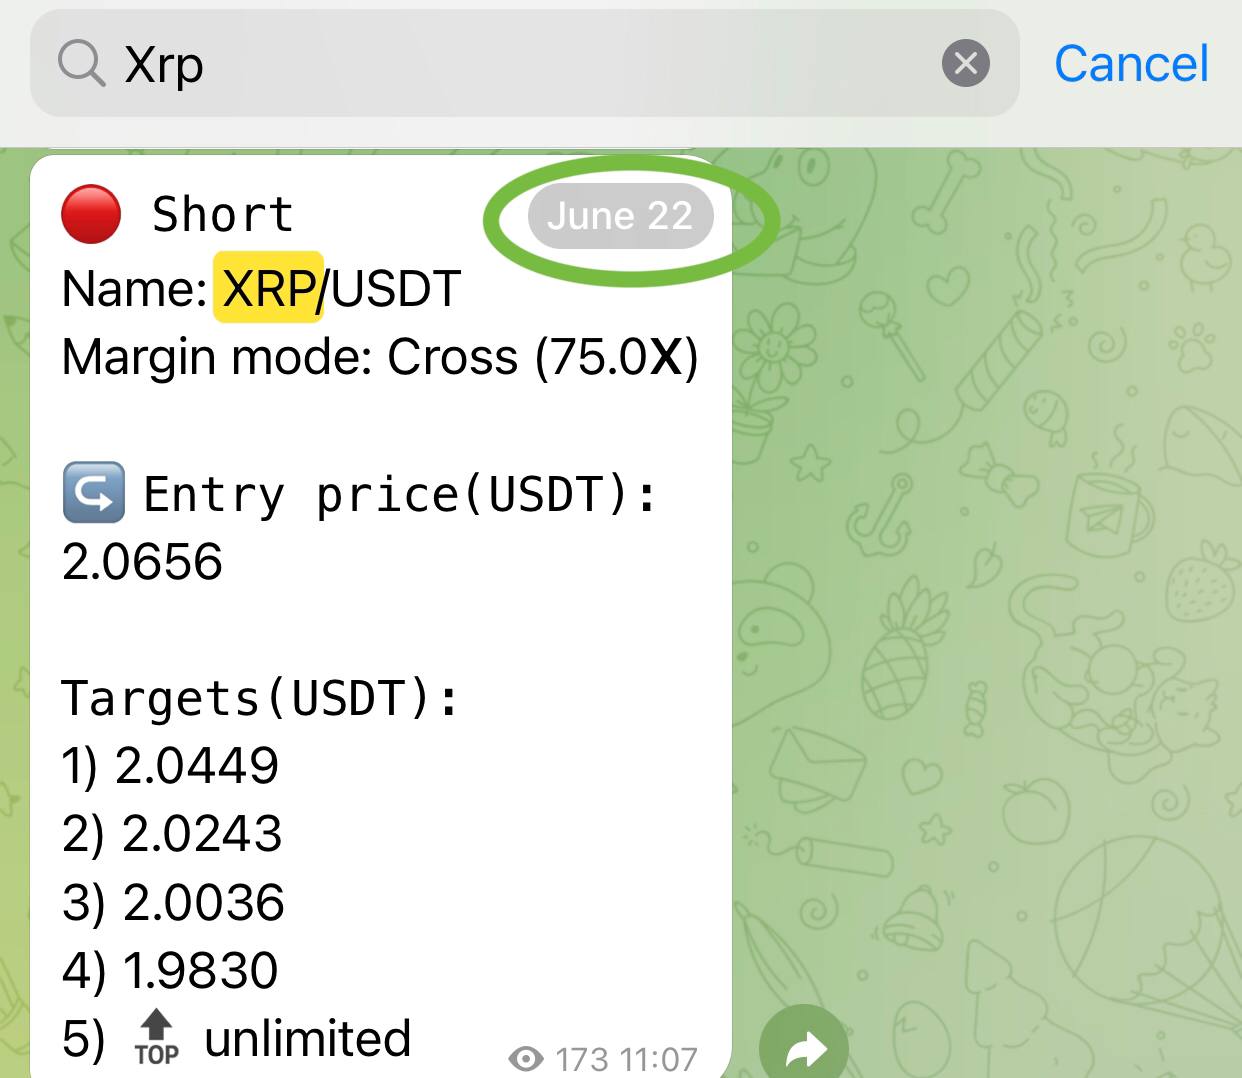 Xrp
Cancel
Short
June 22
Name: XRP/USDT
Margin mode: Cross (75.0X)
Entry price(USDT):
2.0656
Targets(USDT):
1) 2.0449
2) 2.0243
3) 2.0036
4) 1.9830
5) TOP unlimited
173 11:07